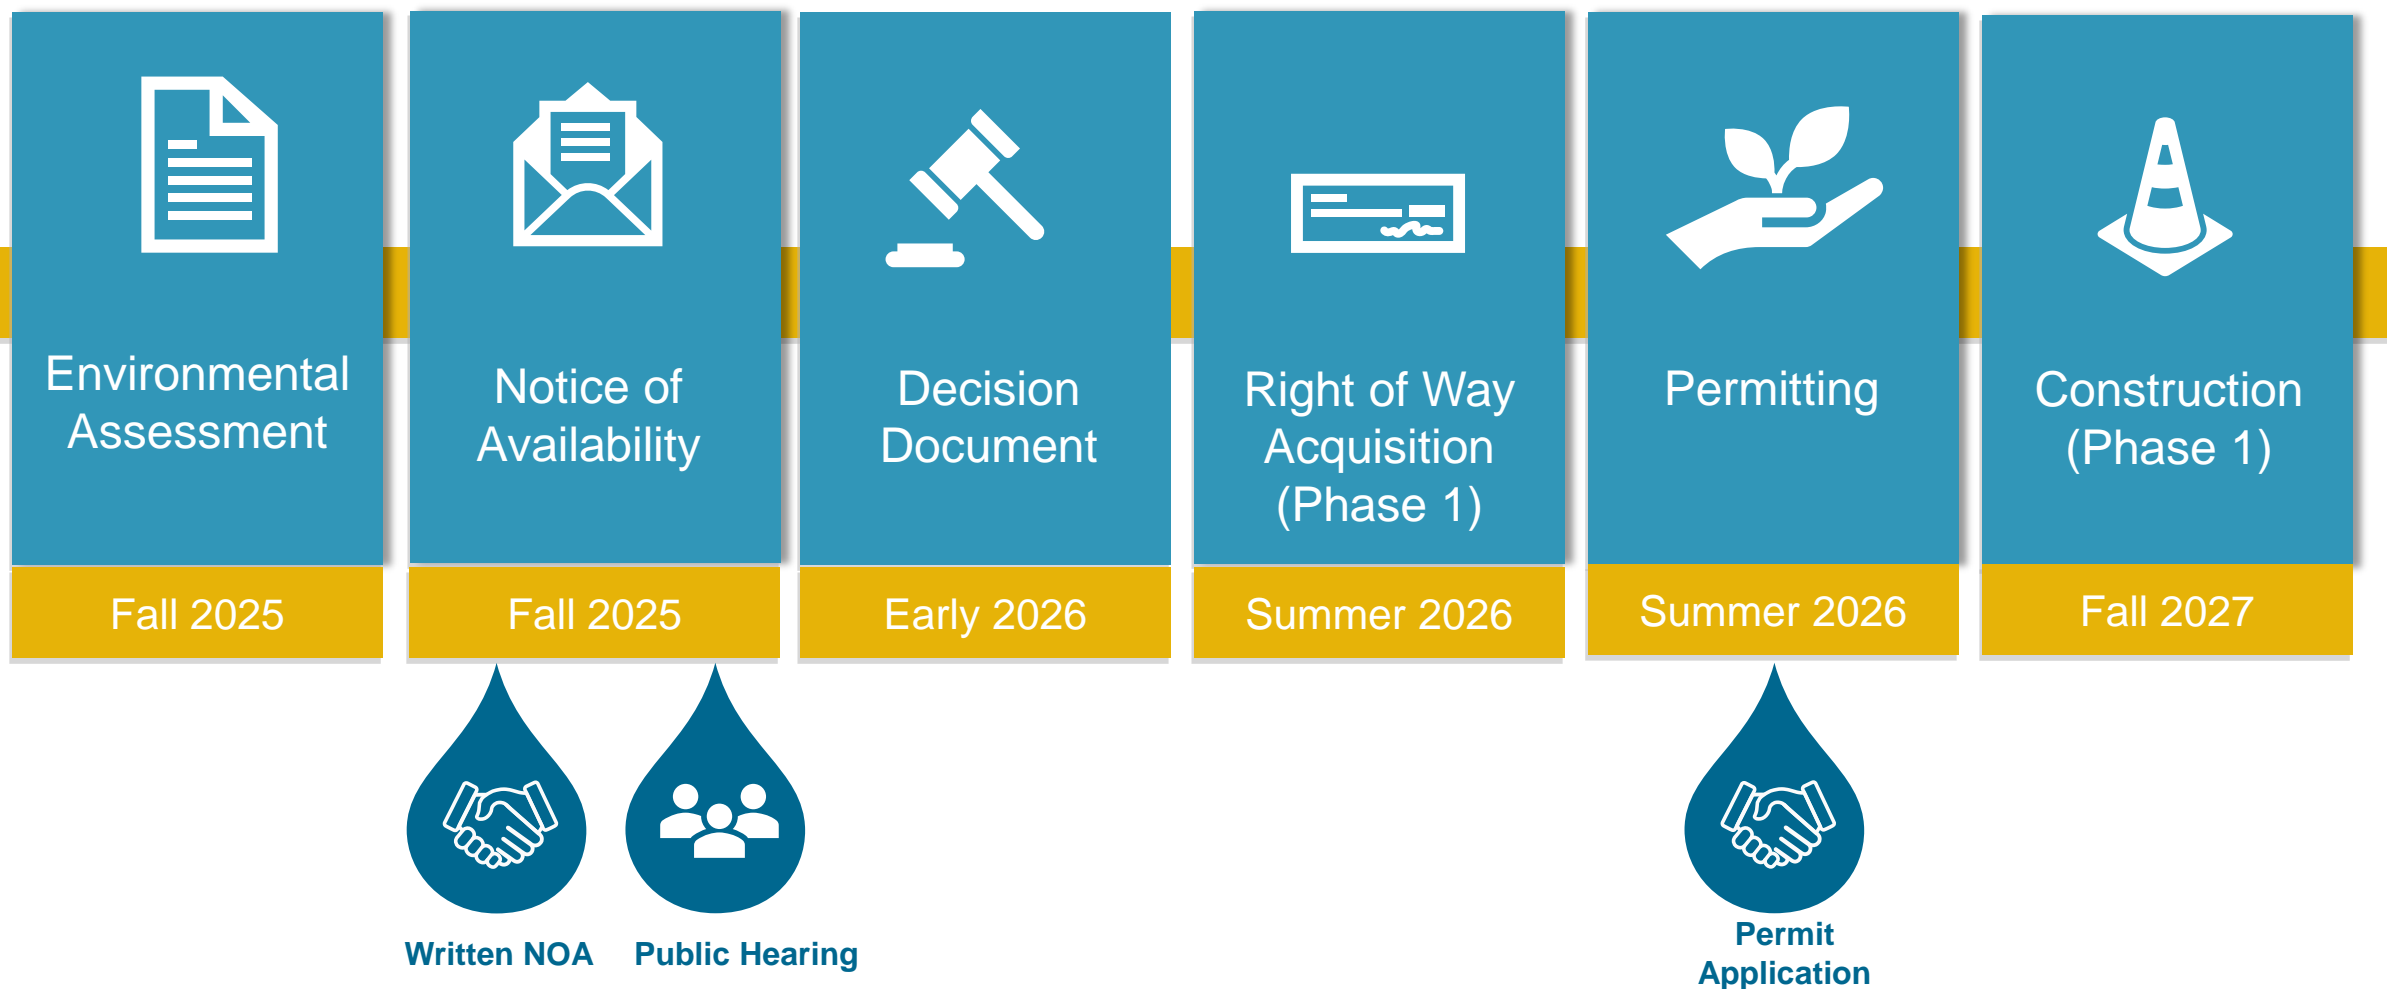 Environmental
Assessment
Fall 2025
Notice of
Availability
Fall 2025
Decision
Document
Early 2026
Right of Way
Acquisition
(Phase 1)
Summer 2026
Permitting
Summer 2026
Construction
(Phase 1)
Fall 2027
Written NOA
Public Hearing
Permit
Application